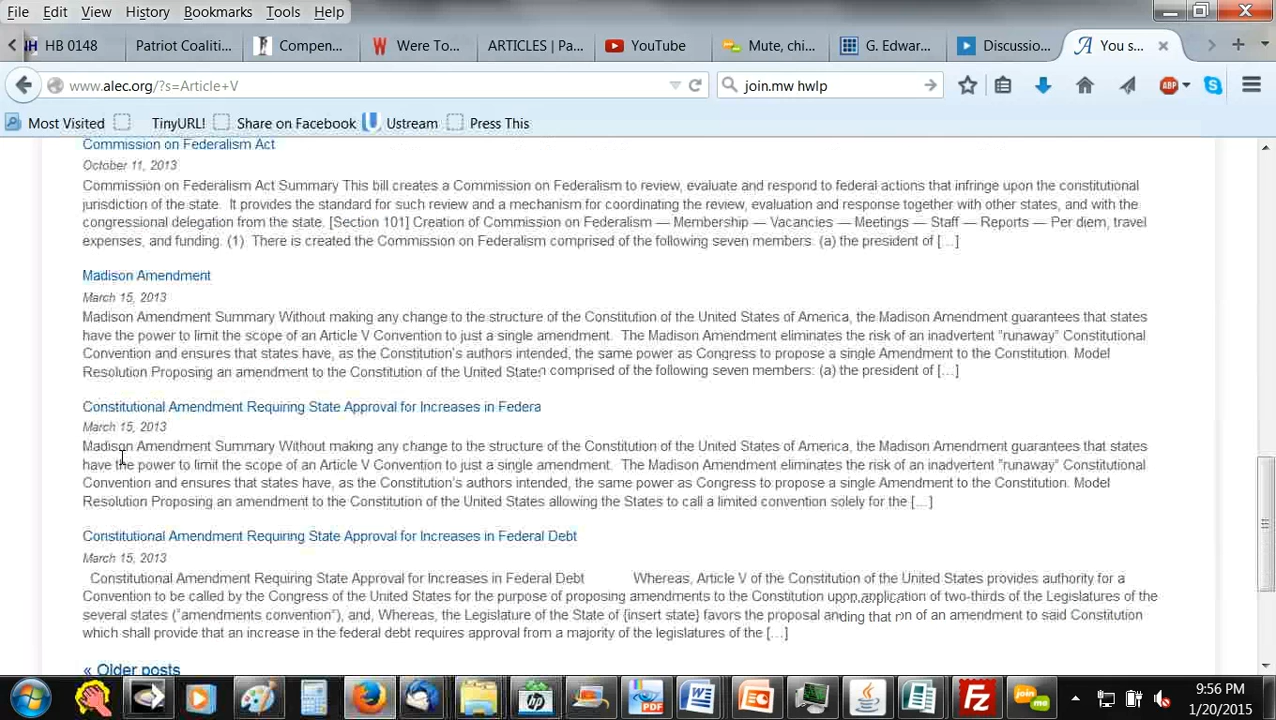 File Edit View History Bookmarks Tools Help
HB 0148 Patriot Coaliti... Compen... Were To... ARTICLES | Pa... YouTube Mute, chi... G. Edwar... Discussio... You s...
www.alec.org/?s=Article+V join.mw hwlp ABP
Most Visited TinyURL! Share on Facebook Ustream Press This
Commission on Federalism Act
October 11, 2013
Commission on Federalism Act Summary This bill creates a Commission on Federalism to review, evaluate and respond to federal actions that infringe upon the constitutional
jurisdiction of the state. It provides the standard for such review and a mechanism for coordinating the review, evaluation and response together with other states, and with the
congressional delegation from the state. [Section 101] Creation of Commission on Federalism — Membership — Vacancies — Meetings — Staff — Reports — Per diem, travel
expenses, and funding. (1) There is created the Commission on Federalism comprised of the following seven members: (a) the president of […]
Madison Amendment
March 15, 2013
Madison Amendment Summary Without making any change to the structure of the Constitution of the United States of America, the Madison Amendment guarantees that states
have the power to limit the scope of an Article V Convention to just a single amendment. The Madison Amendment eliminates the risk of an inadvertent "runaway" Constitutional
Convention and ensures that states have, as the Constitution's authors intended, the same power as Congress to propose a single Amendment to the Constitution. Model
Resolution Proposing an amendment to the Constitution of the United State comprised of the following seven members: (a) the president of […]
Constitutional Amendment Requiring State Approval for Increases in Federa
March 15, 2013
Madison Amendment Summary Without making any change to the structure of the Constitution of the United States of America, the Madison Amendment guarantees that states
have the power to limit the scope of an Article V Convention to just a single amendment. The Madison Amendment eliminates the risk of an inadvertent "runaway" Constitutional
Convention and ensures that states have, as the Constitution's authors intended, the same power as Congress to propose a single Amendment to the Constitution. Model
Resolution Proposing an amendment to the Constitution of the United States allowing the States to call a limited convention solely for the […]
Constitutional Amendment Requiring State Approval for Increases in Federal Debt
March 15, 2013
Constitutional Amendment Requiring State Approval for Increases in Federal Debt Whereas, Article V of the Constitution of the United States provides authority for a
Convention to be called by the Congress of the United States for the purpose of proposing amendments to the Constitution upon application of two-thirds of the Legislatures of the
several states ("amendments convention"), and, Whereas, the Legislature of the State of {insert state} favors the proposal an of an amendment to said Constitution
which shall provide that an increase in the federal debt requires approval from a majority of the legislatures of the […]
« Older posts
9:56 PM
1/20/2015